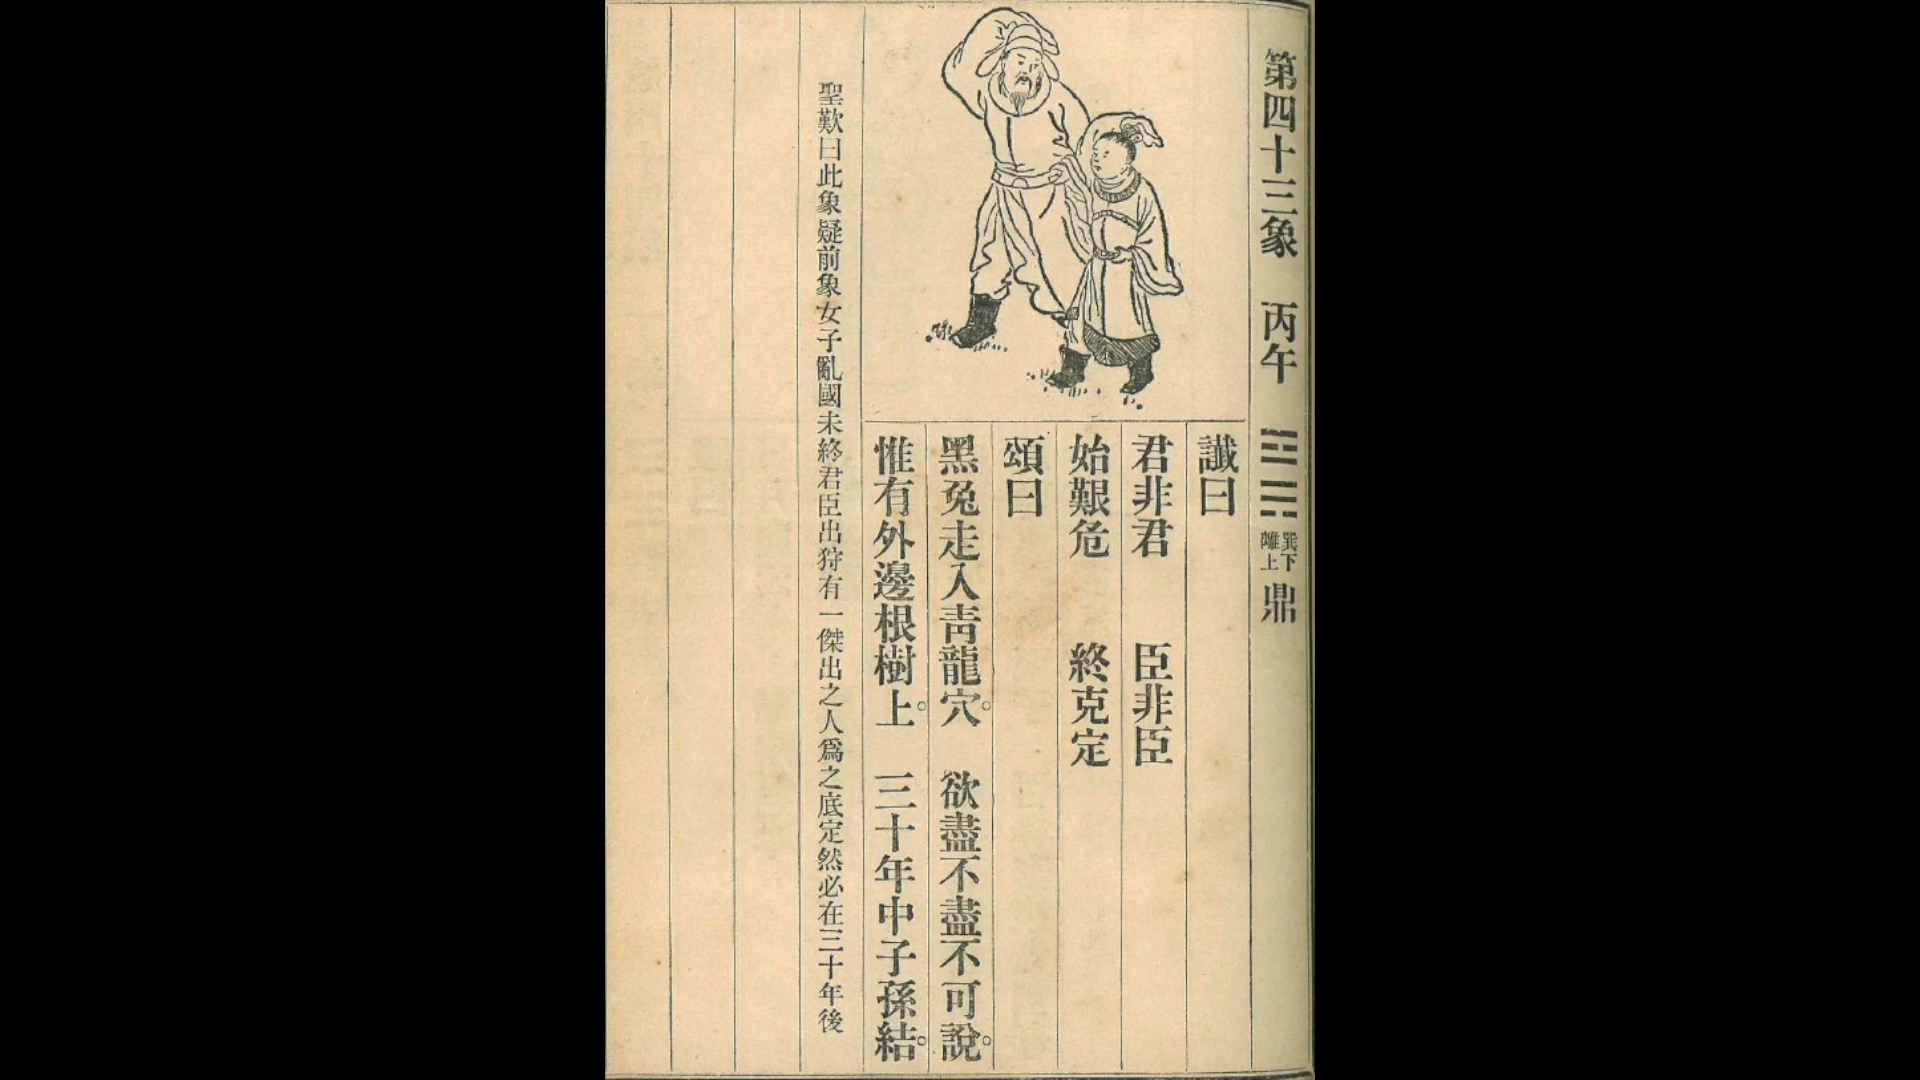 第四十三象 丙午 ䷱ 巽下離上 鼎
讖曰
君非君 臣非臣
始艱危 終克定
頌曰
黑兔走入青龍穴。 欲盡不盡不可說。
惟有外邊根樹上。 三十年中子孫結。
聖歎曰此象疑前象女子亂國未終君臣出狩有一傑出之人為之底定然必在三十年後